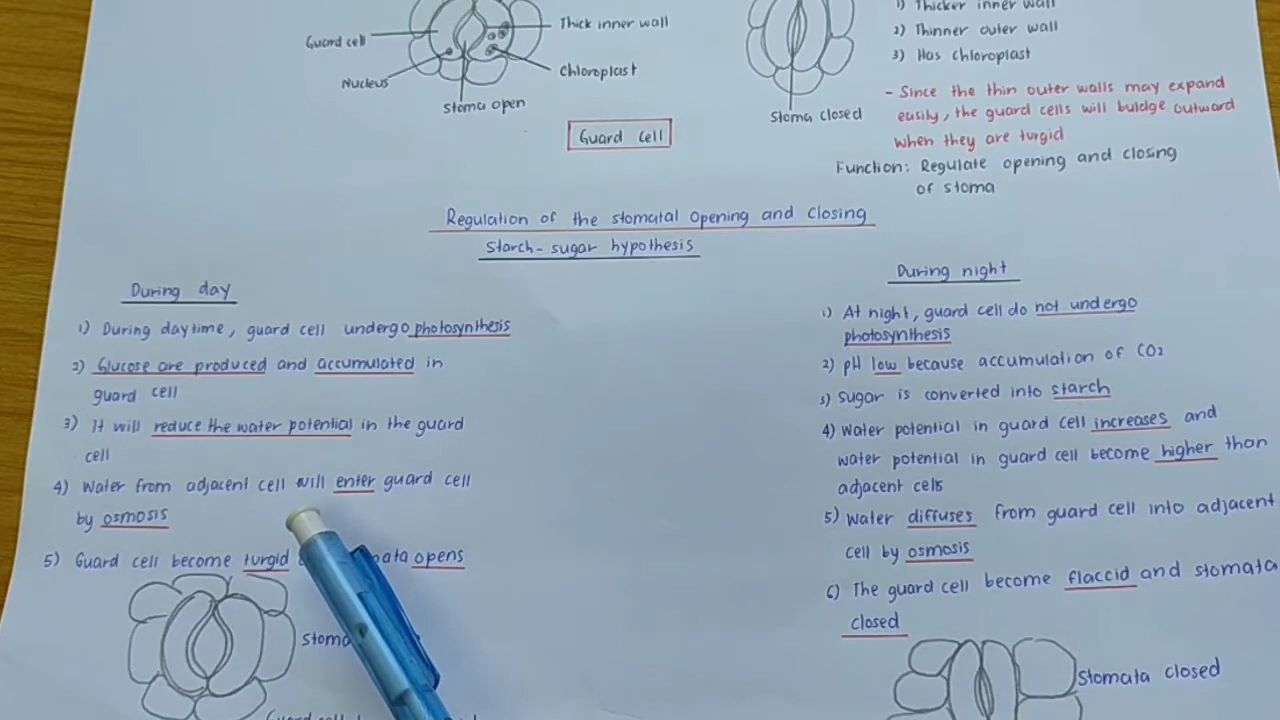 Guard cell
Nucleus
Stoma open
Thick inner wall
Chloroplast
Guard cell
Stoma closed
1) Thicker inner wall
2) Thinner outer wall
3) Has chloroplast
- Since the thin outer walls may expand
easily, the guard cells will buldge outward
when they are turgid
Function: Regulate opening and closing
of stoma
Regulation of the stomatal opening and closing
Starch-sugar hypothesis
During day
1) During daytime, guard cell undergo photosynthesis
2) Glucose are produced and accumulated in
guard cell
3) It will reduce the water potential in the guard
cell
4) Water from adjacent cell will enter guard cell
by osmosis
5) Guard cell become turgid opens
Stoma
During night
1) At night, guard cell do not undergo
photosynthesis
2) pH low because accumulation of CO2
3) Sugar is converted into starch
4) Water potential in guard cell increases and
water potential in guard cell become higher than
adjacent cells
5) Water diffuses from guard cell into adjacent
cell by osmosis
6) The guard cell become flaccid and stomata
closed
Stomata closed